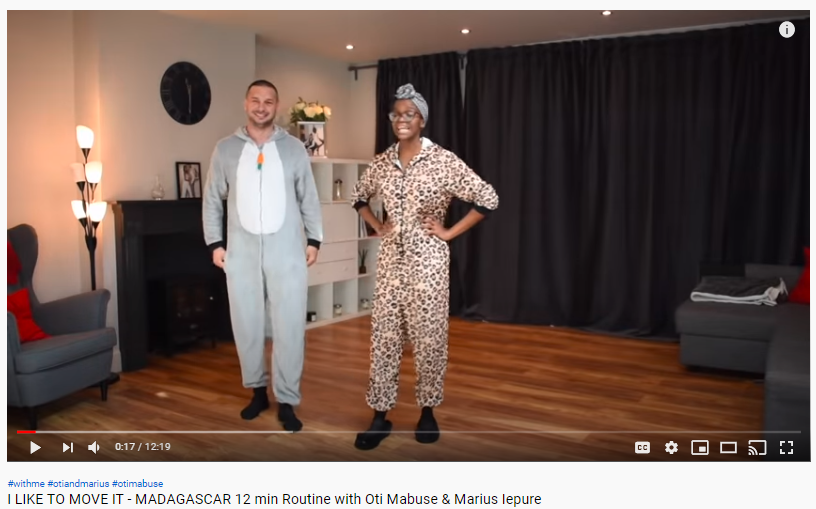 i
0:17 / 12:19
CC
#withme #otiandmarius #otimabuse
I LIKE TO MOVE IT - MADAGASCAR 12 min Routine with Oti Mabuse & Marius Iepure